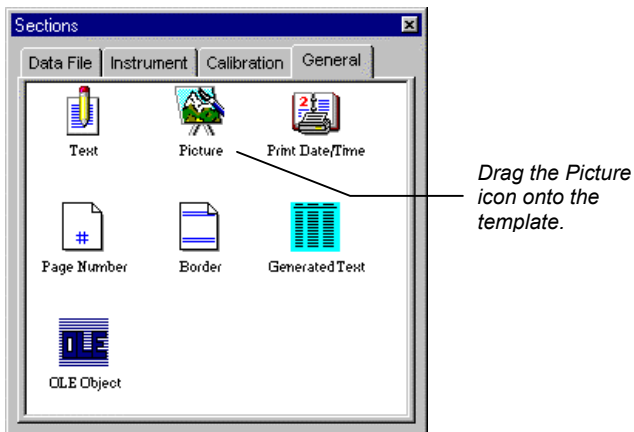 Sections
Data File Instrument Calibration General
Text Picture Print Date/Time
Drag the Picture
icon onto the
template.
Page Number Border Generated Text
OLE
OLE Object